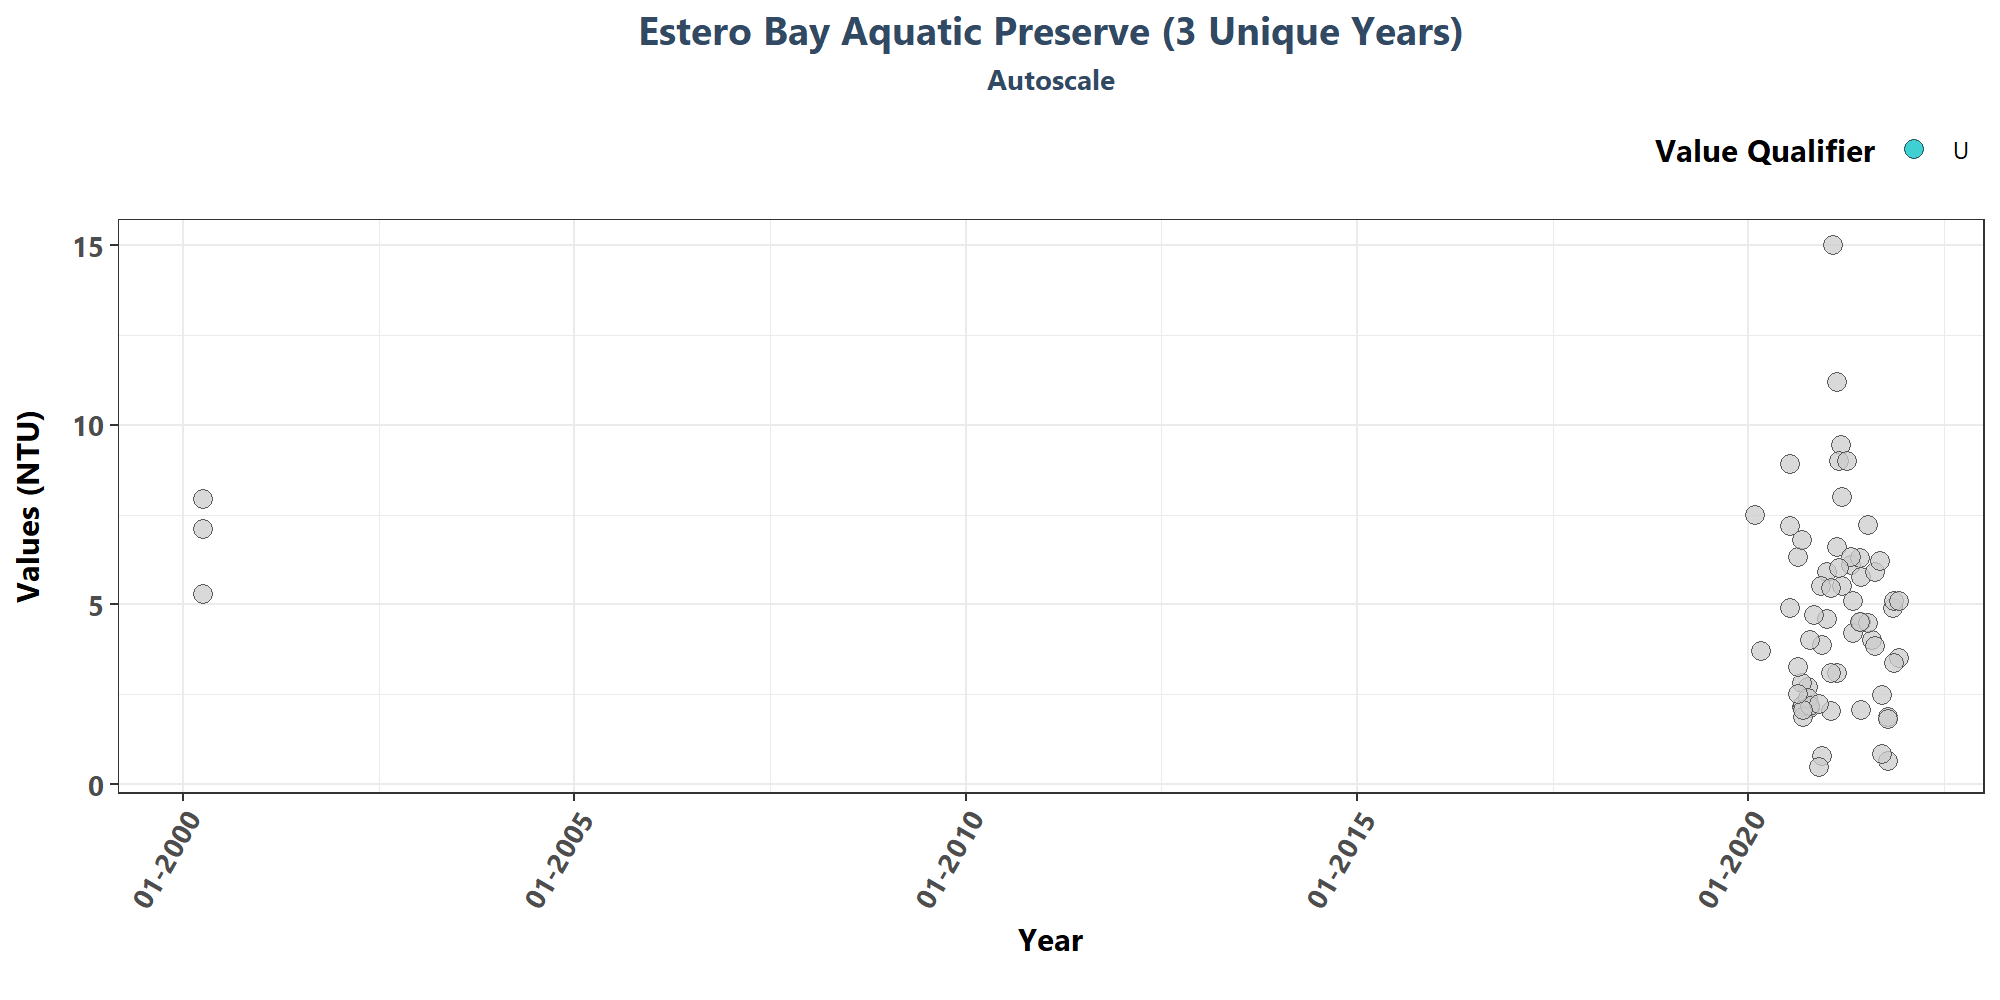 Estero Bay Aquatic Preserve (3 Unique Years)
Autoscale
Value Qualifier U
Values (NTU)
15
10
5
0
01-2000 01-2005 01-2010 01-2015 01-2020
Year